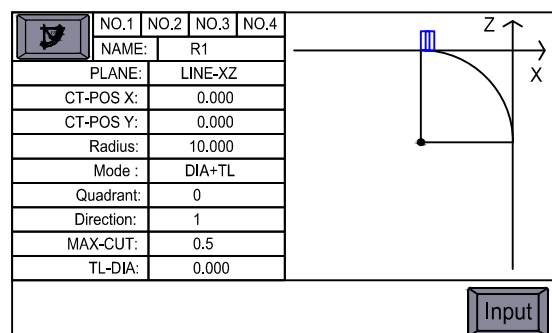 NO.1 NO.2 NO.3 NO.4
NAME: R1
PLANE: LINE-XZ
CT-POS X: 0.000
CT-POS Y: 0.000
Radius: 10.000
Mode : DIA+TL
Quadrant: 0
Direction: 1
MAX-CUT: 0.5
TL-DIA: 0.000
Z
X
Input